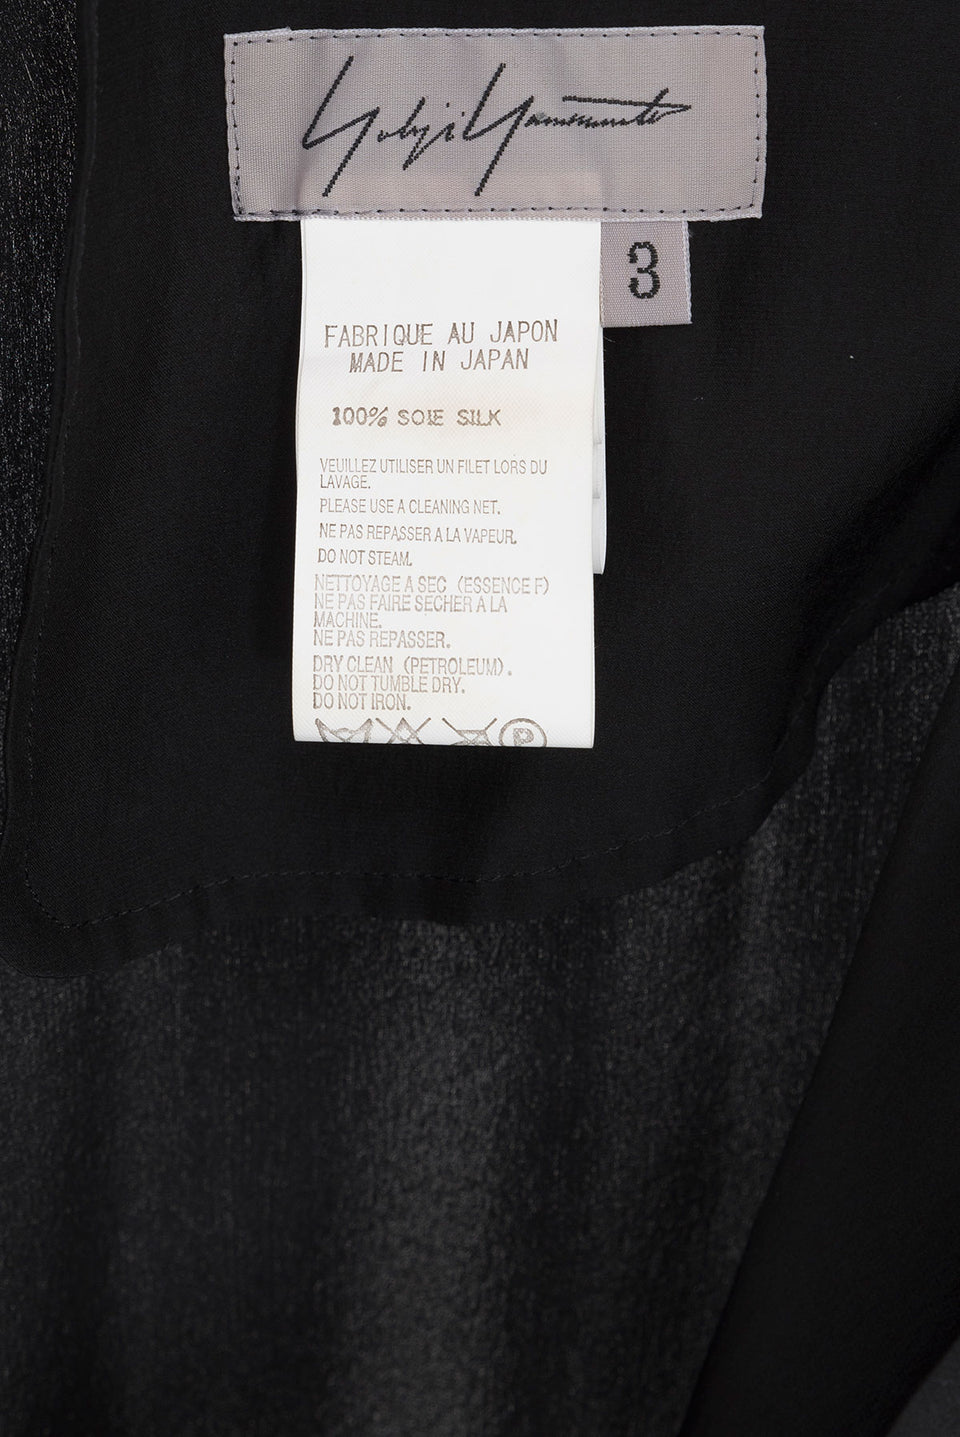 Yohji Yamamoto
3
FABRIQUE AU JAPON
MADE IN JAPAN
100% SOIE SILK
VEUILLEZ UTILISER UN FILET LORS DU
LAVAGE.
PLEASE USE A CLEANING NET.
NE PAS REPASSER A LA VAPEUR.
DO NOT STEAM.
NETTOYAGE A SEC (ESSENCE F)
NE PAS FAIRE SECHER A LA
MACHINE.
NE PAS REPASSER.
DRY CLEAN (PETROLEUM).
DO NOT TUMBLE DRY.
DO NOT IRON.
P